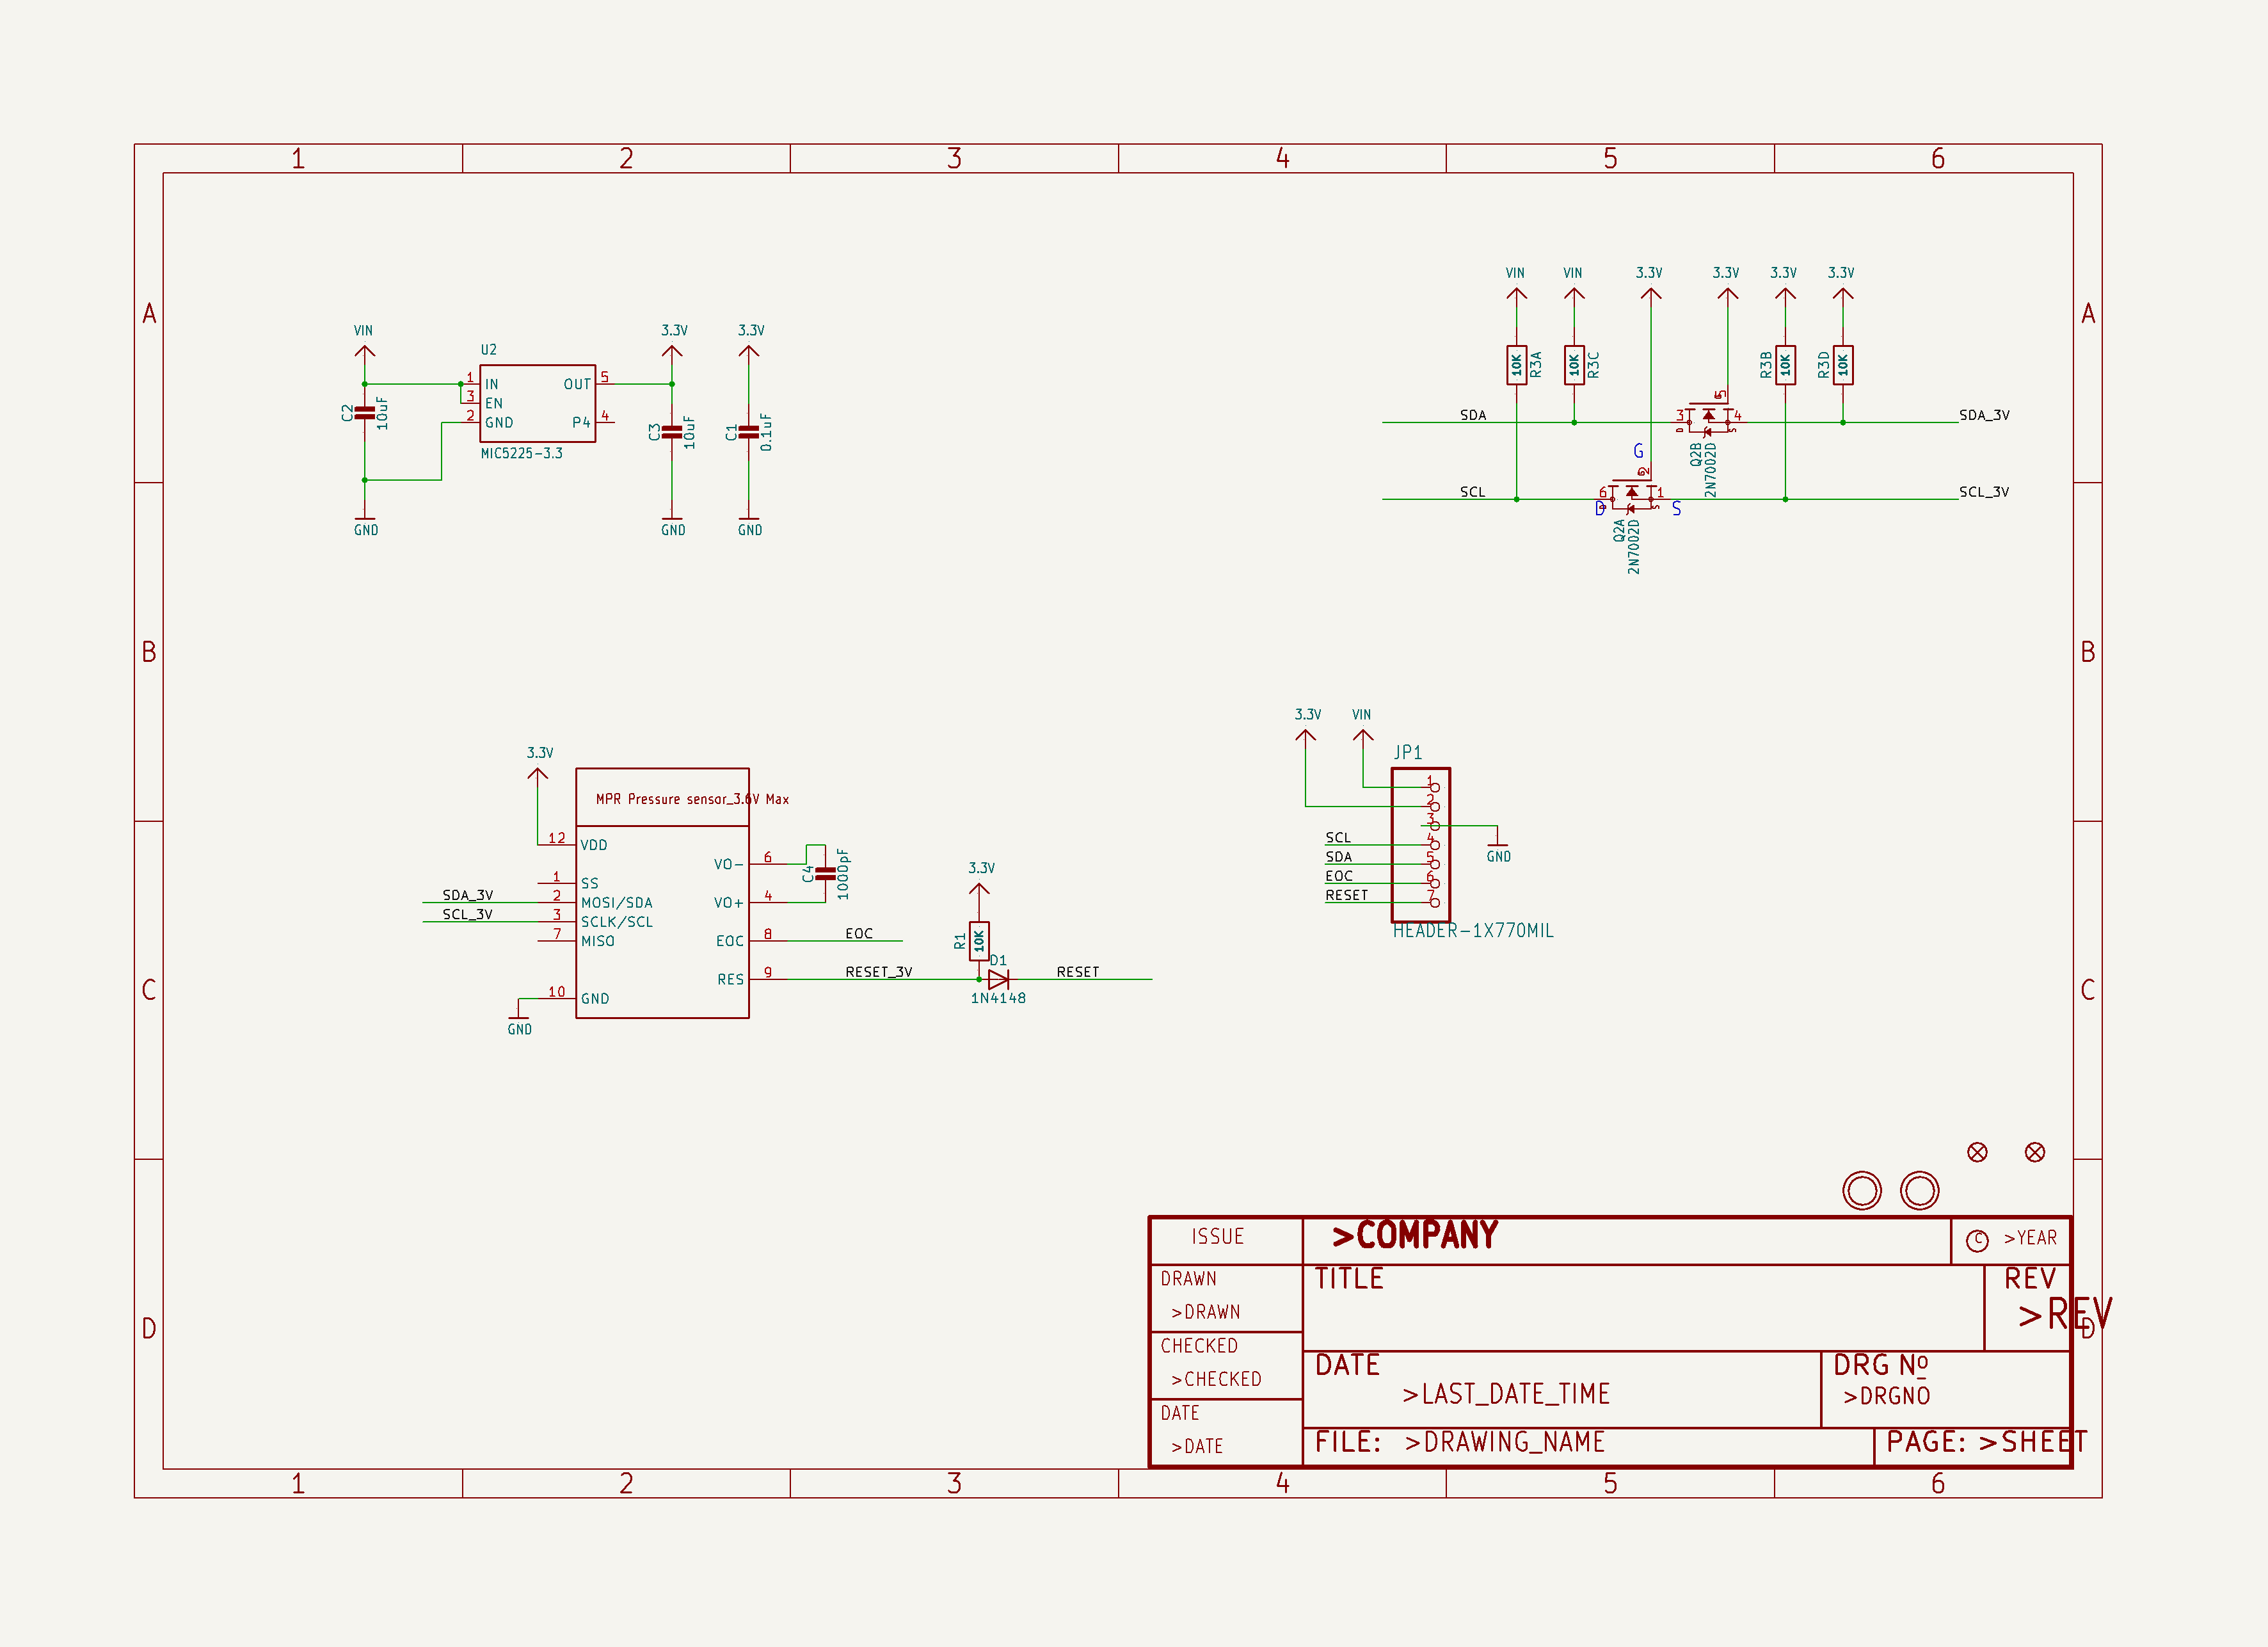 1 2 3 4 5 6
A A
VIN VIN 3.3V 3.3V 3.3V 3.3V
VIN 3.3V 3.3V
U2
1 IN OUT 5
3 EN
2 GND P4 4
MIC5225-3.3
C2 10uF
C3 10uF
C1 0.1uF
GND GND GND
10K R3A
10K R3C
R3B 10K
R3D 10K
SDA 3 D G 5 S 4 SDA_3V
Q2B
2N7002D
G
SCL 6 D G 2 S 1 SCL_3V
D S
Q2A
2N7002D
B B
3.3V VIN
JP1
1
2
3
SCL 4
SDA 5
EOC 6
RESET 7
GND
HEADER-1X770MIL
3.3V
MPR Pressure sensor_3.6V Max
12 VDD
VO- 6
1 SS
SDA_3V 2 MOSI/SDA VO+ 4
SCL_3V 3 SCLK/SCL
7 MISO EOC 8 EOC
RES 9 RESET_3V
10 GND
GND
C4 1000pF
3.3V
R1 10K
D1
RESET
1N4148
C C
ISSUE >COMPANY C >YEAR
DRAWN TITLE REV
>DRAWN >REV
CHECKED
>CHECKED
DATE DRG Nº
>LAST_DATE_TIME >DRGNO
DATE
>DATE
FILE: >DRAWING_NAME PAGE: >SHEET
D D
1 2 3 4 5 6